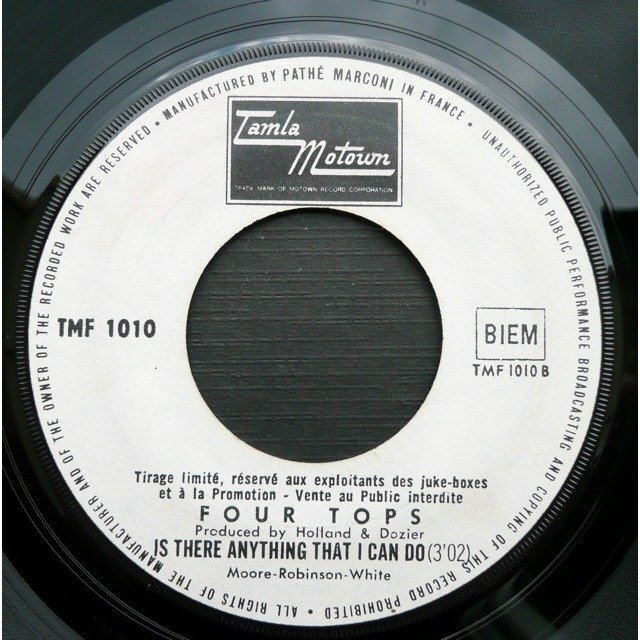 ALL RIGHTS OF THE MANUFACTURER AND OF THE OWNER OF THE RECORDED WORK ARE RESERVED • MANUFACTURED BY PATHÉ MARCONI IN FRANCE • UNAUTHORIZED PUBLIC PERFORMANCE BROADCASTING AND COPYING OF THIS RECORD PROHIBITED •
Tamla
Motown
TRADE MARK OF MOTOWN RECORD CORPORATION
TMF 1010
BIEM
TMF 1010 B
Tirage limité, réservé aux exploitants des juke-boxes
et à la Promotion - Vente au Public interdite
FOUR TOPS
Produced by Holland & Dozier
IS THERE ANYTHING THAT I CAN DO (3'02)
Moore-Robinson-White